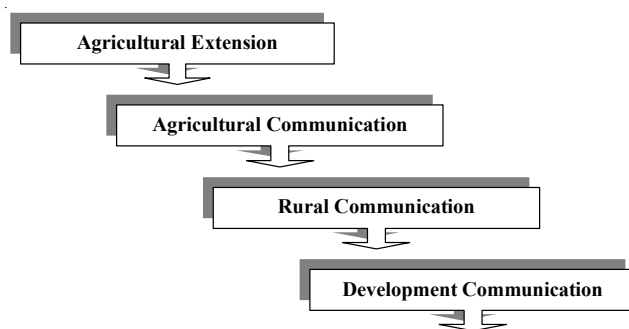 Agricultural Extension
Agricultural Communication
Rural Communication
Development Communication